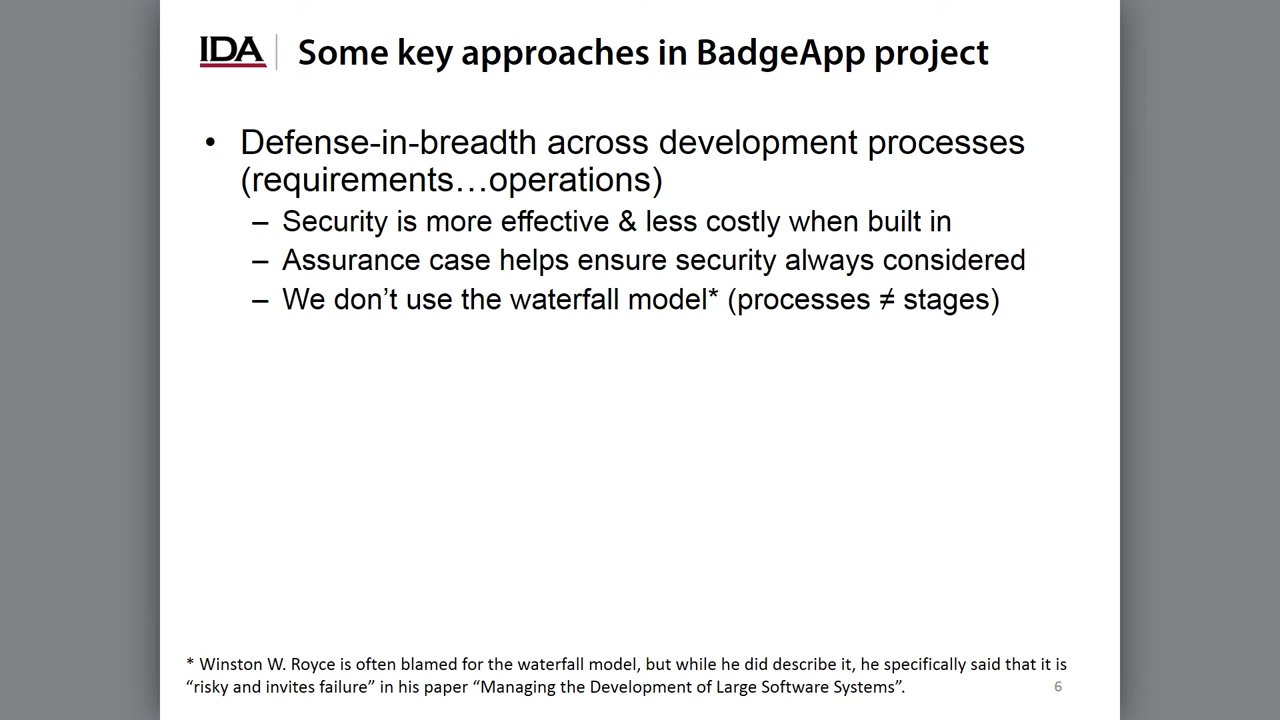 IDA Some key approaches in BadgeApp project
• Defense-in-breadth across development processes
(requirements…operations)
– Security is more effective & less costly when built in
– Assurance case helps ensure security always considered
– We don’t use the waterfall model* (processes ≠ stages)
* Winston W. Royce is often blamed for the waterfall model, but while he did describe it, he specifically said that it is
“risky and invites failure” in his paper “Managing the Development of Large Software Systems”.
6